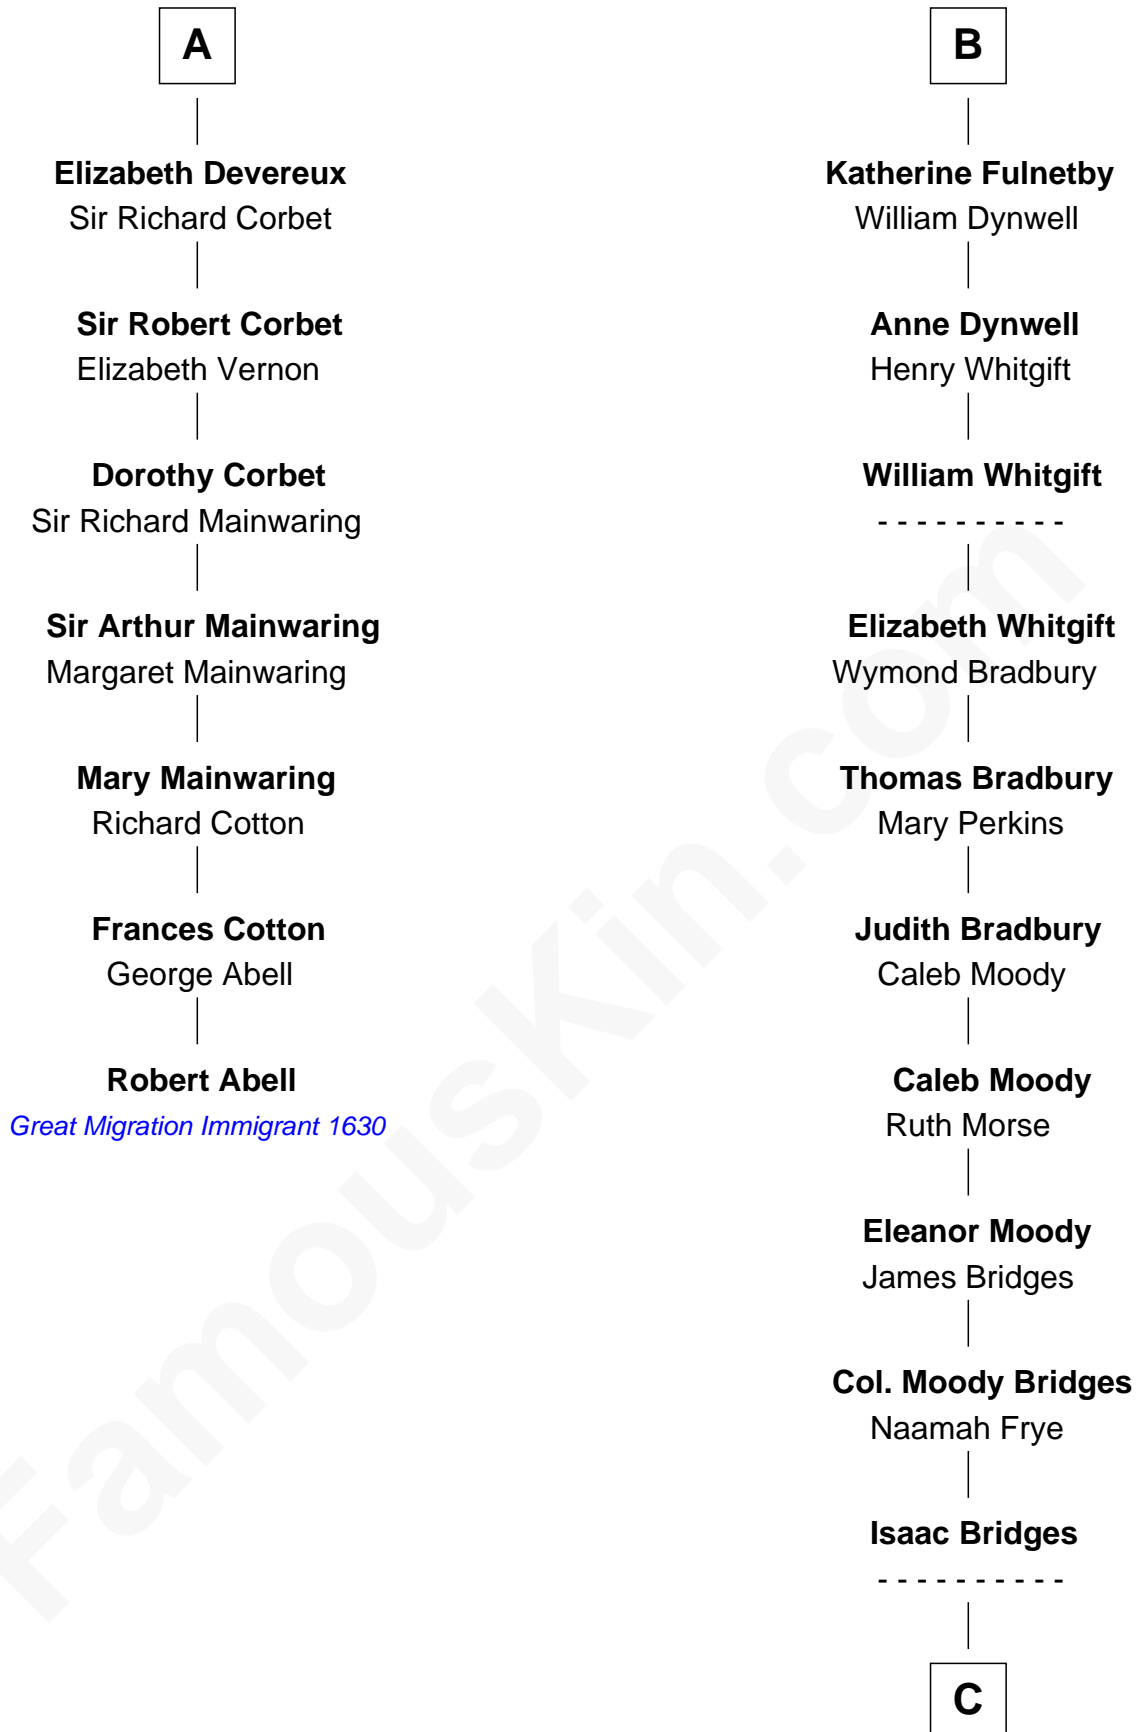 A
Elizabeth Devereux
Sir Richard Corbet
Sir Robert Corbet
Elizabeth Vernon
Dorothy Corbet
Sir Richard Mainwaring
Sir Arthur Mainwaring
Margaret Mainwaring
Mary Mainwaring
Richard Cotton
Frances Cotton
George Abell
Robert Abell
Great Migration Immigrant 1630
B
Katherine Fulnetby
William Dynwell
Anne Dynwell
Henry Whitgift
William Whitgift
- - - - - - - - - -
Elizabeth Whitgift
Wymond Bradbury
Thomas Bradbury
Mary Perkins
Judith Bradbury
Caleb Moody
Caleb Moody
Ruth Morse
Eleanor Moody
James Bridges
Col. Moody Bridges
Naamah Frye
Isaac Bridges
- - - - - - - - - -
C
FamousKin.com